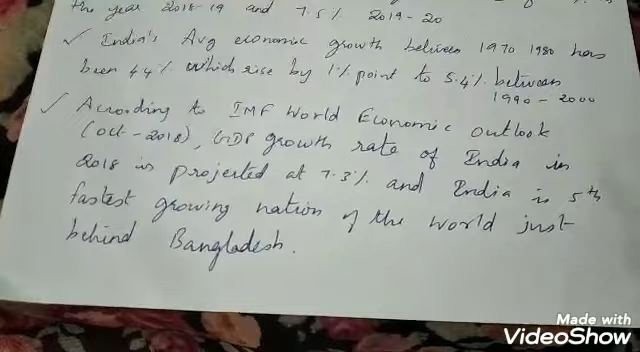 the year 2018-19 and 7.5% 2019-20
✓ India's Avg economic growth between 1970 1980 has
been 4.4% which rise by 1% point to 5.4% between
1990-2000
✓ According to IMF World Economic outlook
(oct-2018), GDP growth rate of India in
2018 is projected at 7.3% and India is 5th
fastest growing nation of the world just
behind Bangladesh.
Made with
VideoShow